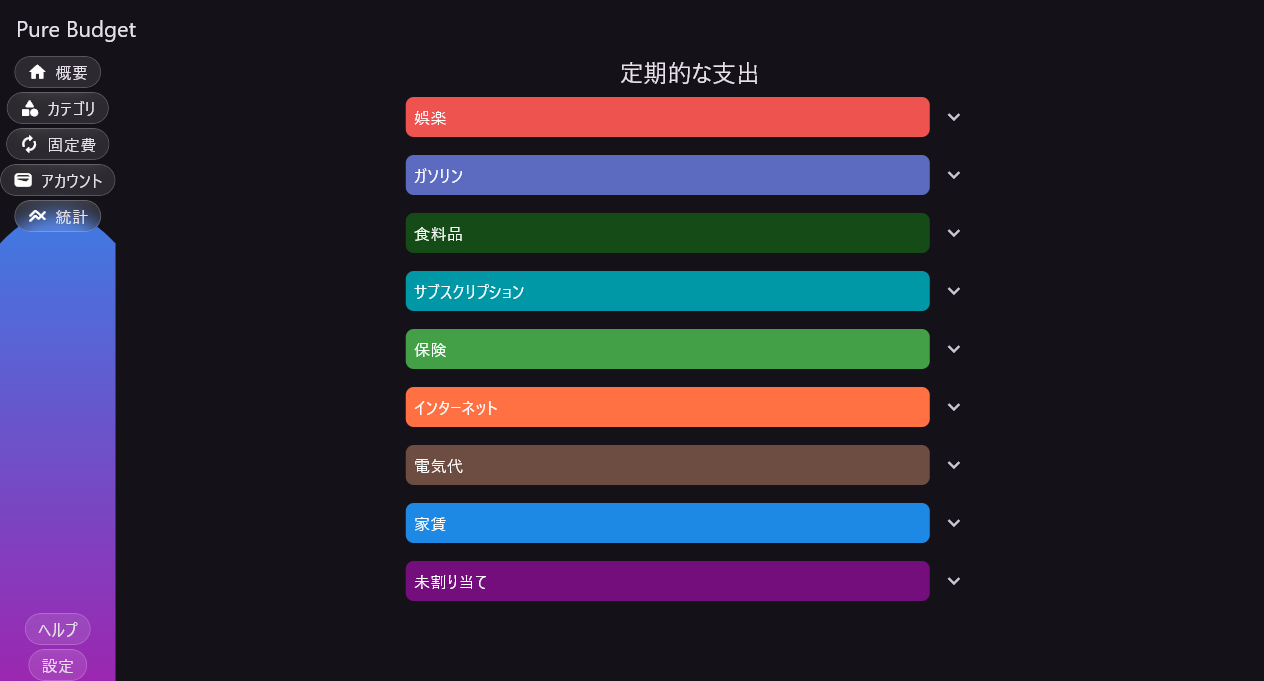 Pure Budget
概要
カテゴリ
固定費
アカウント
統計
ヘルプ
設定
定期的な支出
娯楽
ガソリン
食料品
サブスクリプション
保険
インターネット
電気代
家賃
未割り当て